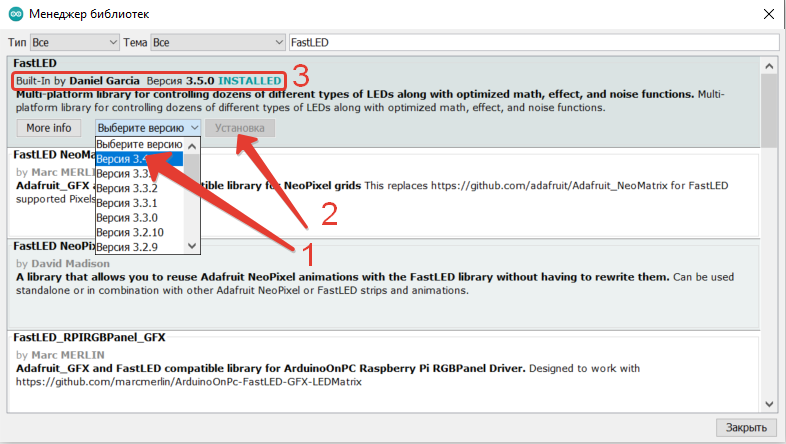 Менеджер библиотек
Тип Все Тема Все FastLED
FastLED
3
Built-In by Daniel Garcia Версия 3.5.0 INSTALLED
Multi-platform library for controlling dozens of different types of LEDs along with optimized math, effect, and noise functions. Multi-
platform library for controlling dozens of different types of LEDs along with optimized math, effect, and noise functions.
More info Выберите версию Установка
Выберите версию
Версия 3.4
Версия 3.3
Версия 3.3.2
Версия 3.3.1
Версия 3.3.0
Версия 3.2.10
Версия 3.2.9
2
1
FastLED NeoMa
by Marc MERLIN
Adafruit_GFX a tible library for NeoPixel grids This replaces https://github.com/adafruit/Adafruit_NeoMatrix for FastLED
supported Pixels
FastLED NeoPix
by David Madison
A library that allows you to reuse Adafruit NeoPixel animations with the FastLED library without having to rewrite them. Can be used
standalone or in combination with other Adafruit NeoPixel or FastLED strips and animations.
FastLED_RPIRGBPanel_GFX
by Marc MERLIN
Adafruit_GFX and FastLED compatible library for ArduinoOnPC Raspberry Pi RGBPanel Driver. Designed to work with
https://github.com/marcmerlin/ArduinoOnPc-FastLED-GFX-LEDMatrix
Закрыть